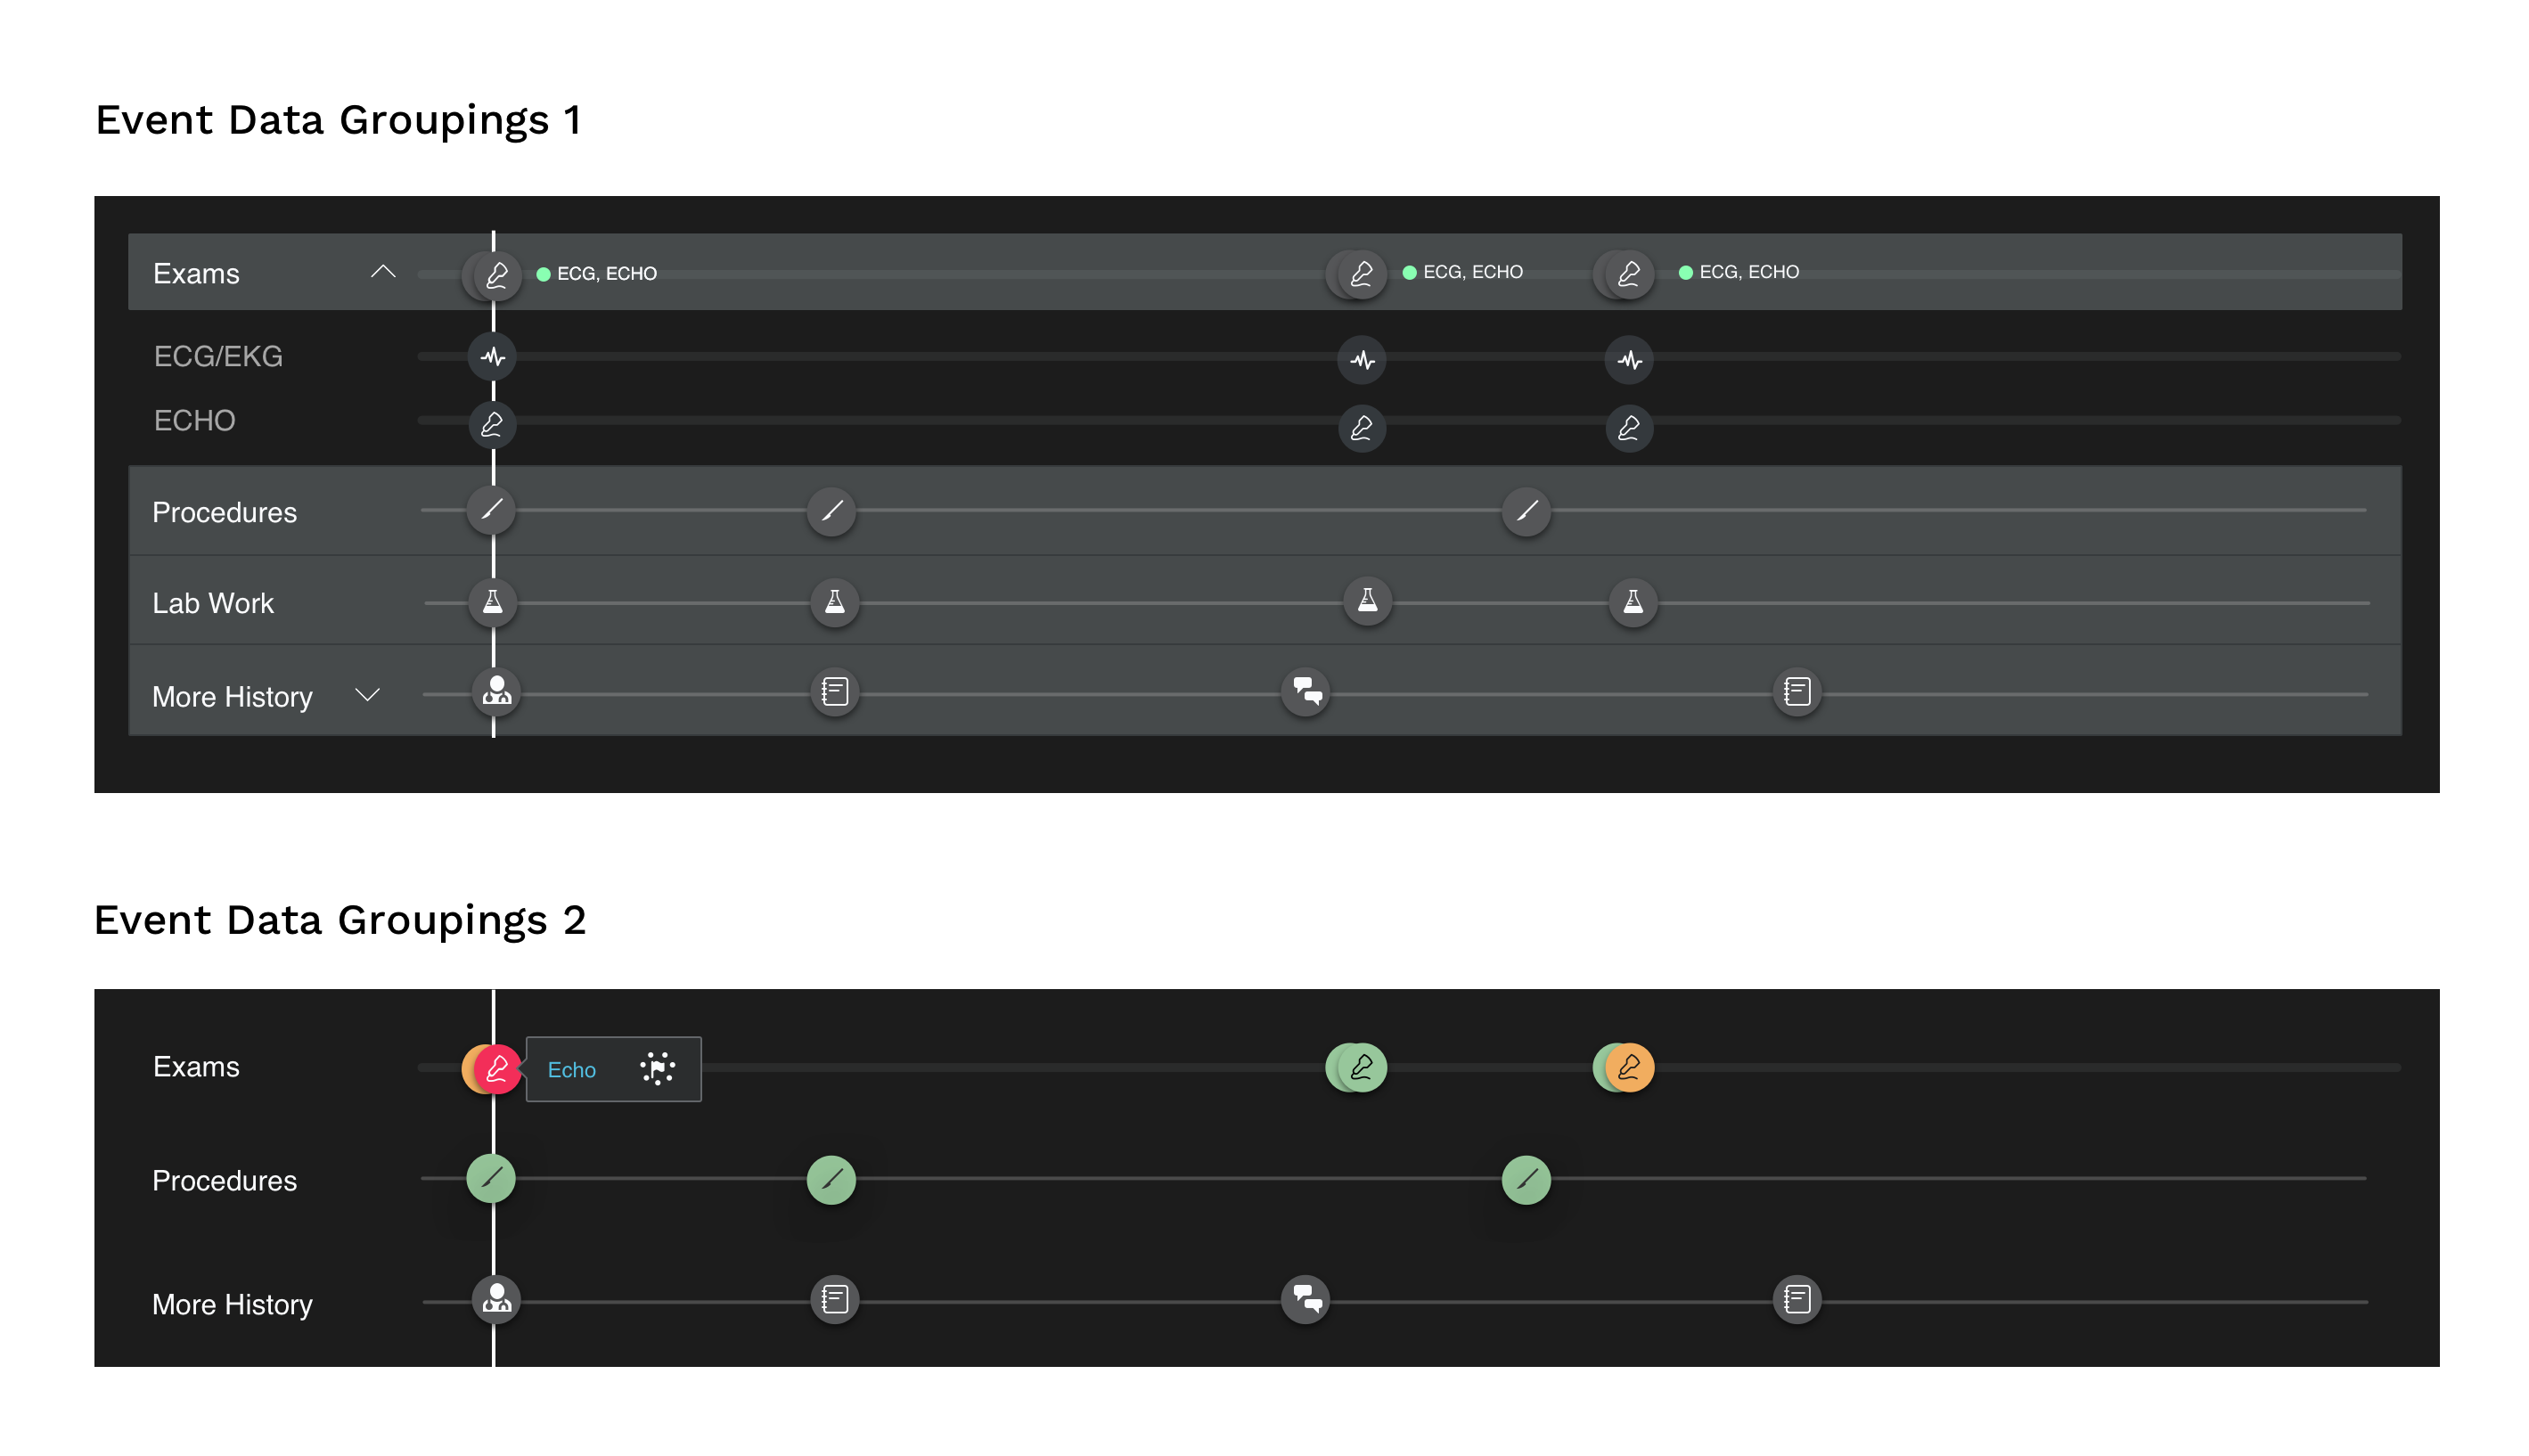 Event Data Groupings 1
Exams
ECG, ECHO
ECG, ECHO
ECG, ECHO
ECG/EKG
ECHO
Procedures
Lab Work
More History
Event Data Groupings 2
Exams
Echo
Procedures
More History